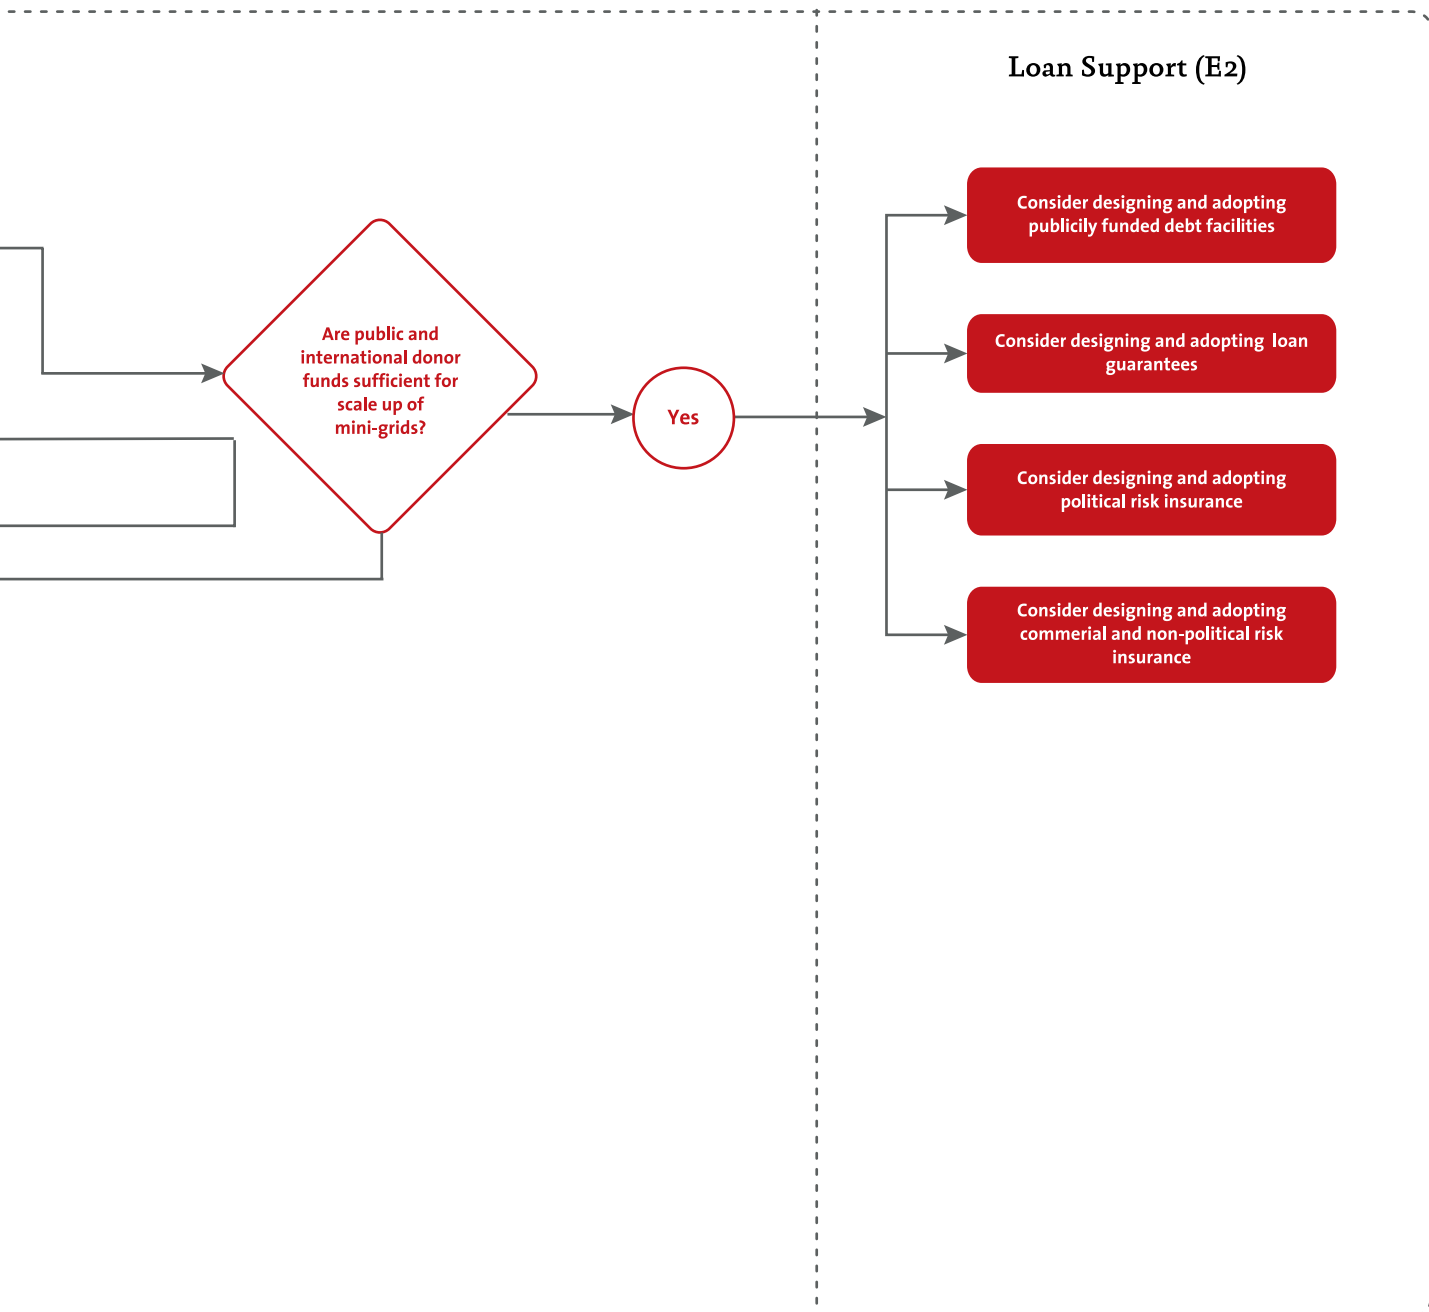 Loan Support (E2)
Are public and
international donor
funds sufficient for
scale up of
mini-grids?
Yes
Consider designing and adopting
publicily funded debt facilities
Consider designing and adopting  loan
guarantees
Consider designing and adopting
political risk insurance
Consider designing and adopting
commerial and non-political risk
insurance